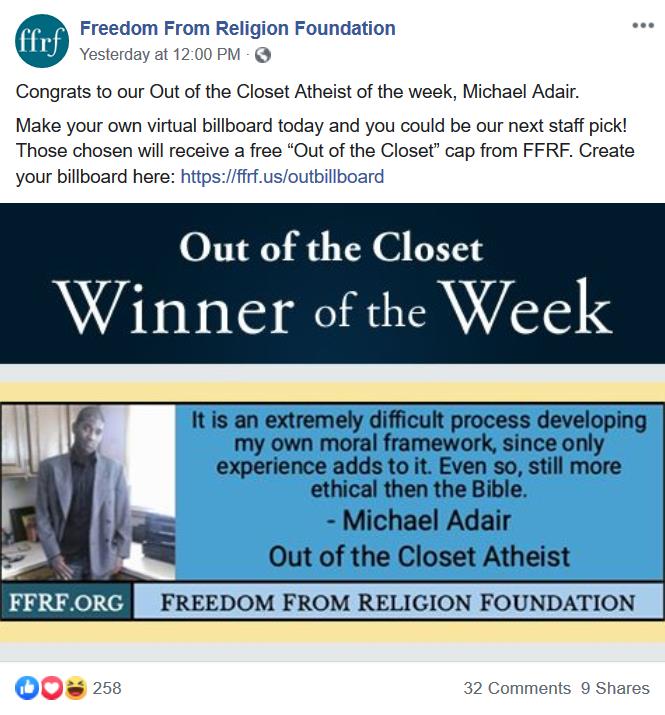 ffrf
Freedom From Religion Foundation
Yesterday at 12:00 PM ·
Congrats to our Out of the Closet Atheist of the week, Michael Adair.
Make your own virtual billboard today and you could be our next staff pick!
Those chosen will receive a free “Out of the Closet” cap from FFRF. Create
your billboard here: https://ffrf.us/outbillboard
Out of the Closet
Winner of the Week
It is an extremely difficult process developing
my own moral framework, since only
experience adds to it. Even so, still more
ethical then the Bible.
- Michael Adair
Out of the Closet Atheist
FFRF.ORG FREEDOM FROM RELIGION FOUNDATION
258 32 Comments 9 Shares